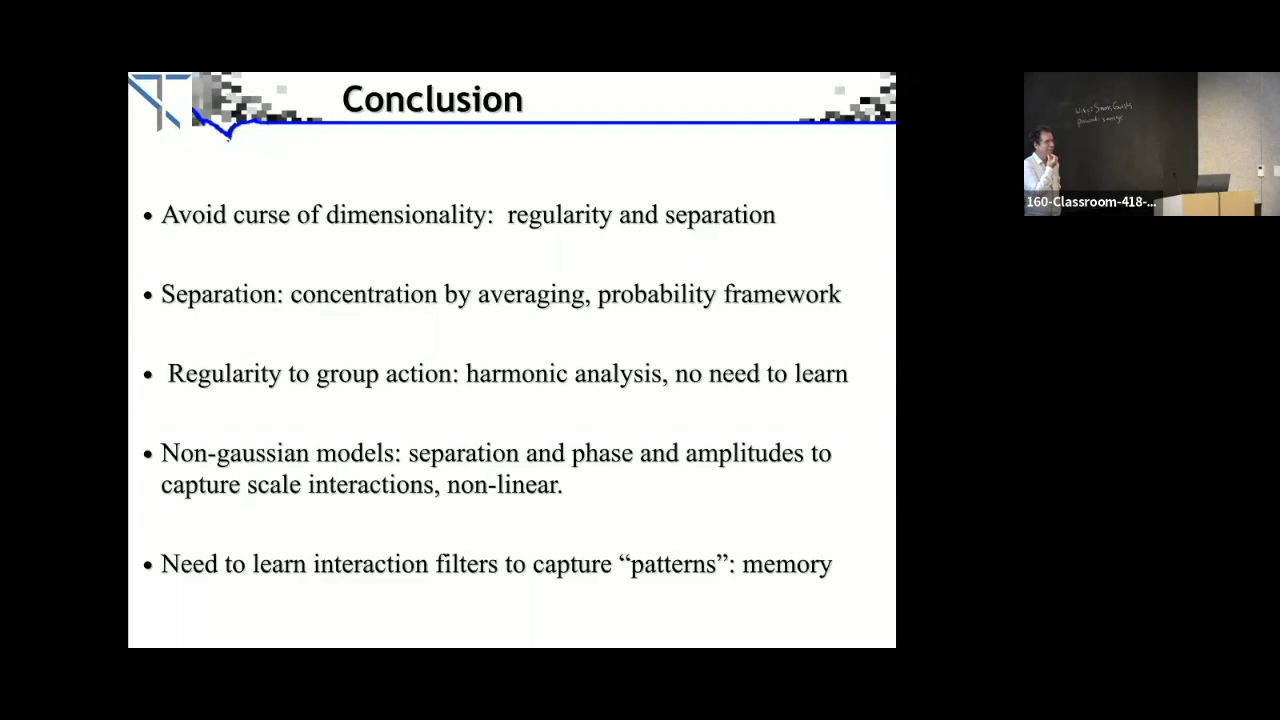 Conclusion
• Avoid curse of dimensionality: regularity and separation
• Separation: concentration by averaging, probability framework
• Regularity to group action: harmonic analysis, no need to learn
• Non-gaussian models: separation and phase and amplitudes to
capture scale interactions, non-linear.
• Need to learn interaction filters to capture “patterns”: memory
160-Classroom-418-...